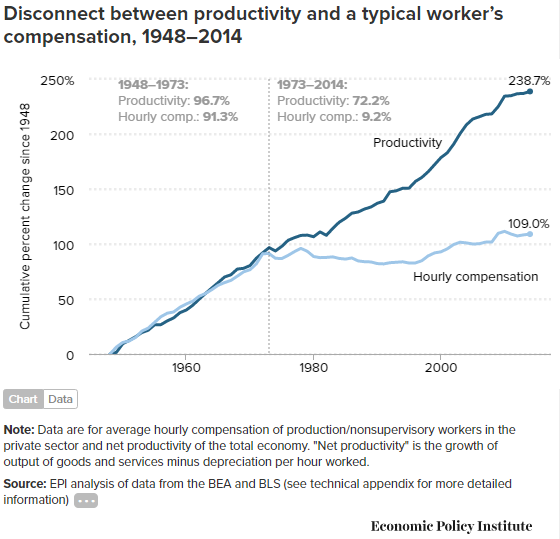 Disconnect between productivity and a typical worker’s
compensation, 1948–2014
250%
200
150
100
50
0
Cumulative percent change since 1948
1948–1973:
Productivity: 96.7%
Hourly comp.: 91.3%
1973–2014:
Productivity: 72.2%
Hourly comp.: 9.2%
238.7%
Productivity
109.0%
Hourly compensation
1960
1980
2000
Chart
Data
Note: Data are for average hourly compensation of production/nonsupervisory workers in the
private sector and net productivity of the total economy. "Net productivity" is the growth of
output of goods and services minus depreciation per hour worked.
Source: EPI analysis of data from the BEA and BLS (see technical appendix for more detailed
information)
Economic Policy Institute